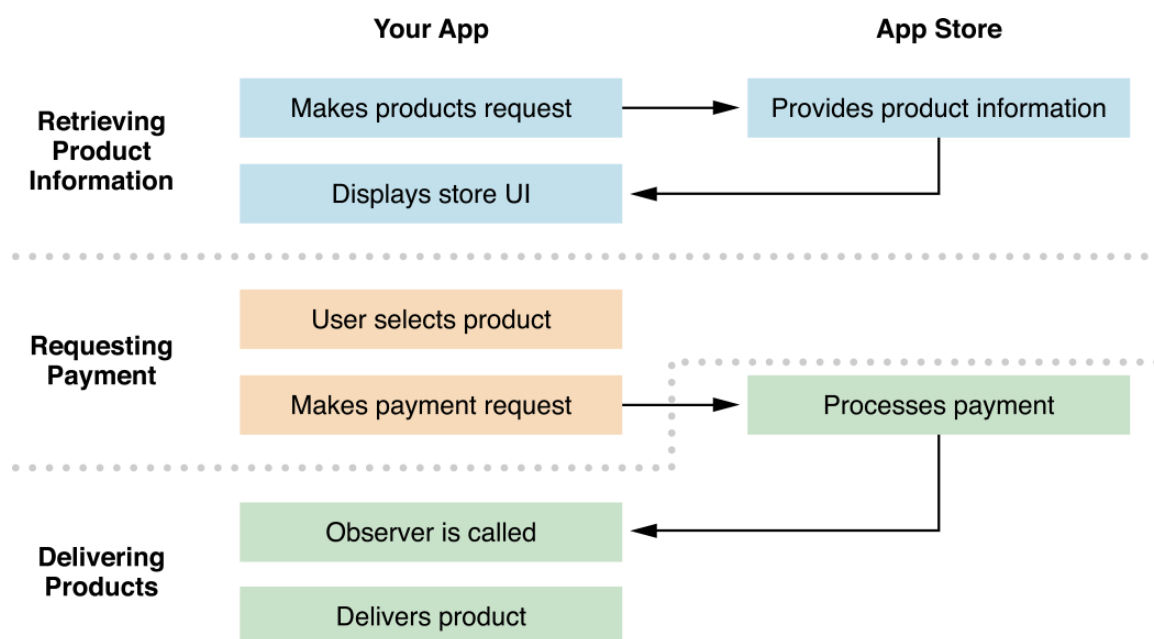 Your App
App Store
Retrieving
Product
Information
Makes products request
Provides product information
Displays store UI
Requesting
Payment
User selects product
Makes payment request
Processes payment
Delivering
Products
Observer is called
Delivers product